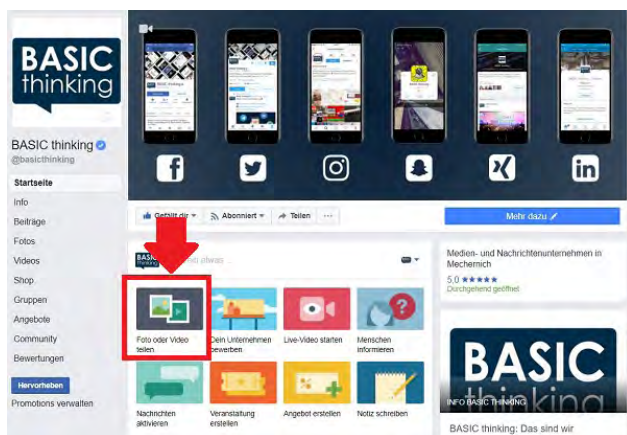 BASIC
thinking
BASIC thinking
@basicthinking
Startseite
Info
Beiträge
Fotos
Videos
Shop
Gruppen
Angebote
Community
Bewertungen
Hervorheben
Promotions verwalten
Gefällt dir
Abonniert
Teilen
Mehr dazu
BASIC
thinking
etwas ...
Foto oder Video
teilen
Dein Unternehmen
bewerben
Live-Video starten
Menschen
informieren
Nachrichten
aktivieren
Veranstaltung
erstellen
Angebot erstellen
Notiz schreiben
Medien- und Nachrichtenunternehmen in
Mechernich
5,0 ★★★★★
Durchgehend geöffnet
BASIC
thinking
INFO BASIC THINKING
BASIC thinking: Das sind wir